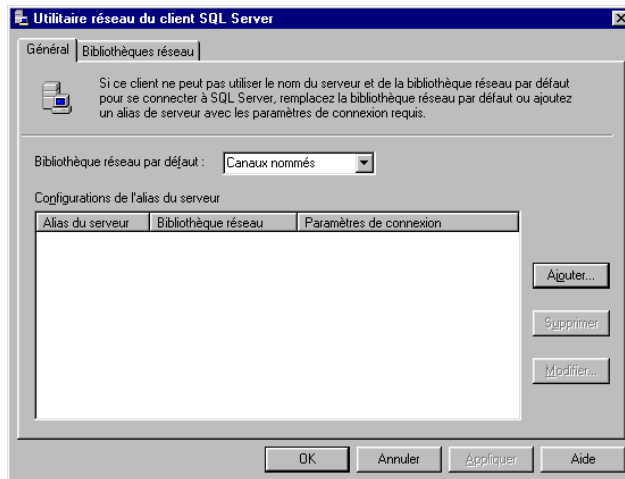 Utilitaire réseau du client SQL Server
Général Bibliothèques réseau
Si ce client ne peut pas utiliser le nom du serveur et de la bibliothèque réseau par défaut
pour se connecter à SQL Server, remplacez la bibliothèque réseau par défaut ou ajoutez
un alias de serveur avec les paramètres de connexion requis.
Bibliothèque réseau par défaut : Canaux nommés
Configurations de l'alias du serveur
Alias du serveur Bibliothèque réseau Paramètres de connexion
Ajouter...
Supprimer
Modifier...
OK Annuler Appliquer Aide